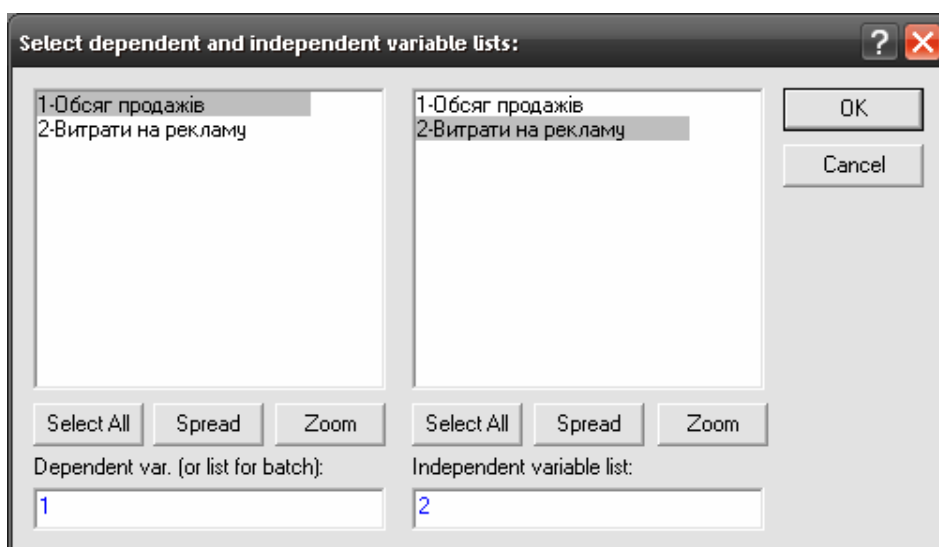 Select dependent and independent variable lists:
1-Обсяг продажів
2-Витрати на рекламу
1-Обсяг продажів
2-Витрати на рекламу
OK
Cancel
Select All Spread Zoom
Select All Spread Zoom
Dependent var. (or list for batch):
Independent variable list:
1
2